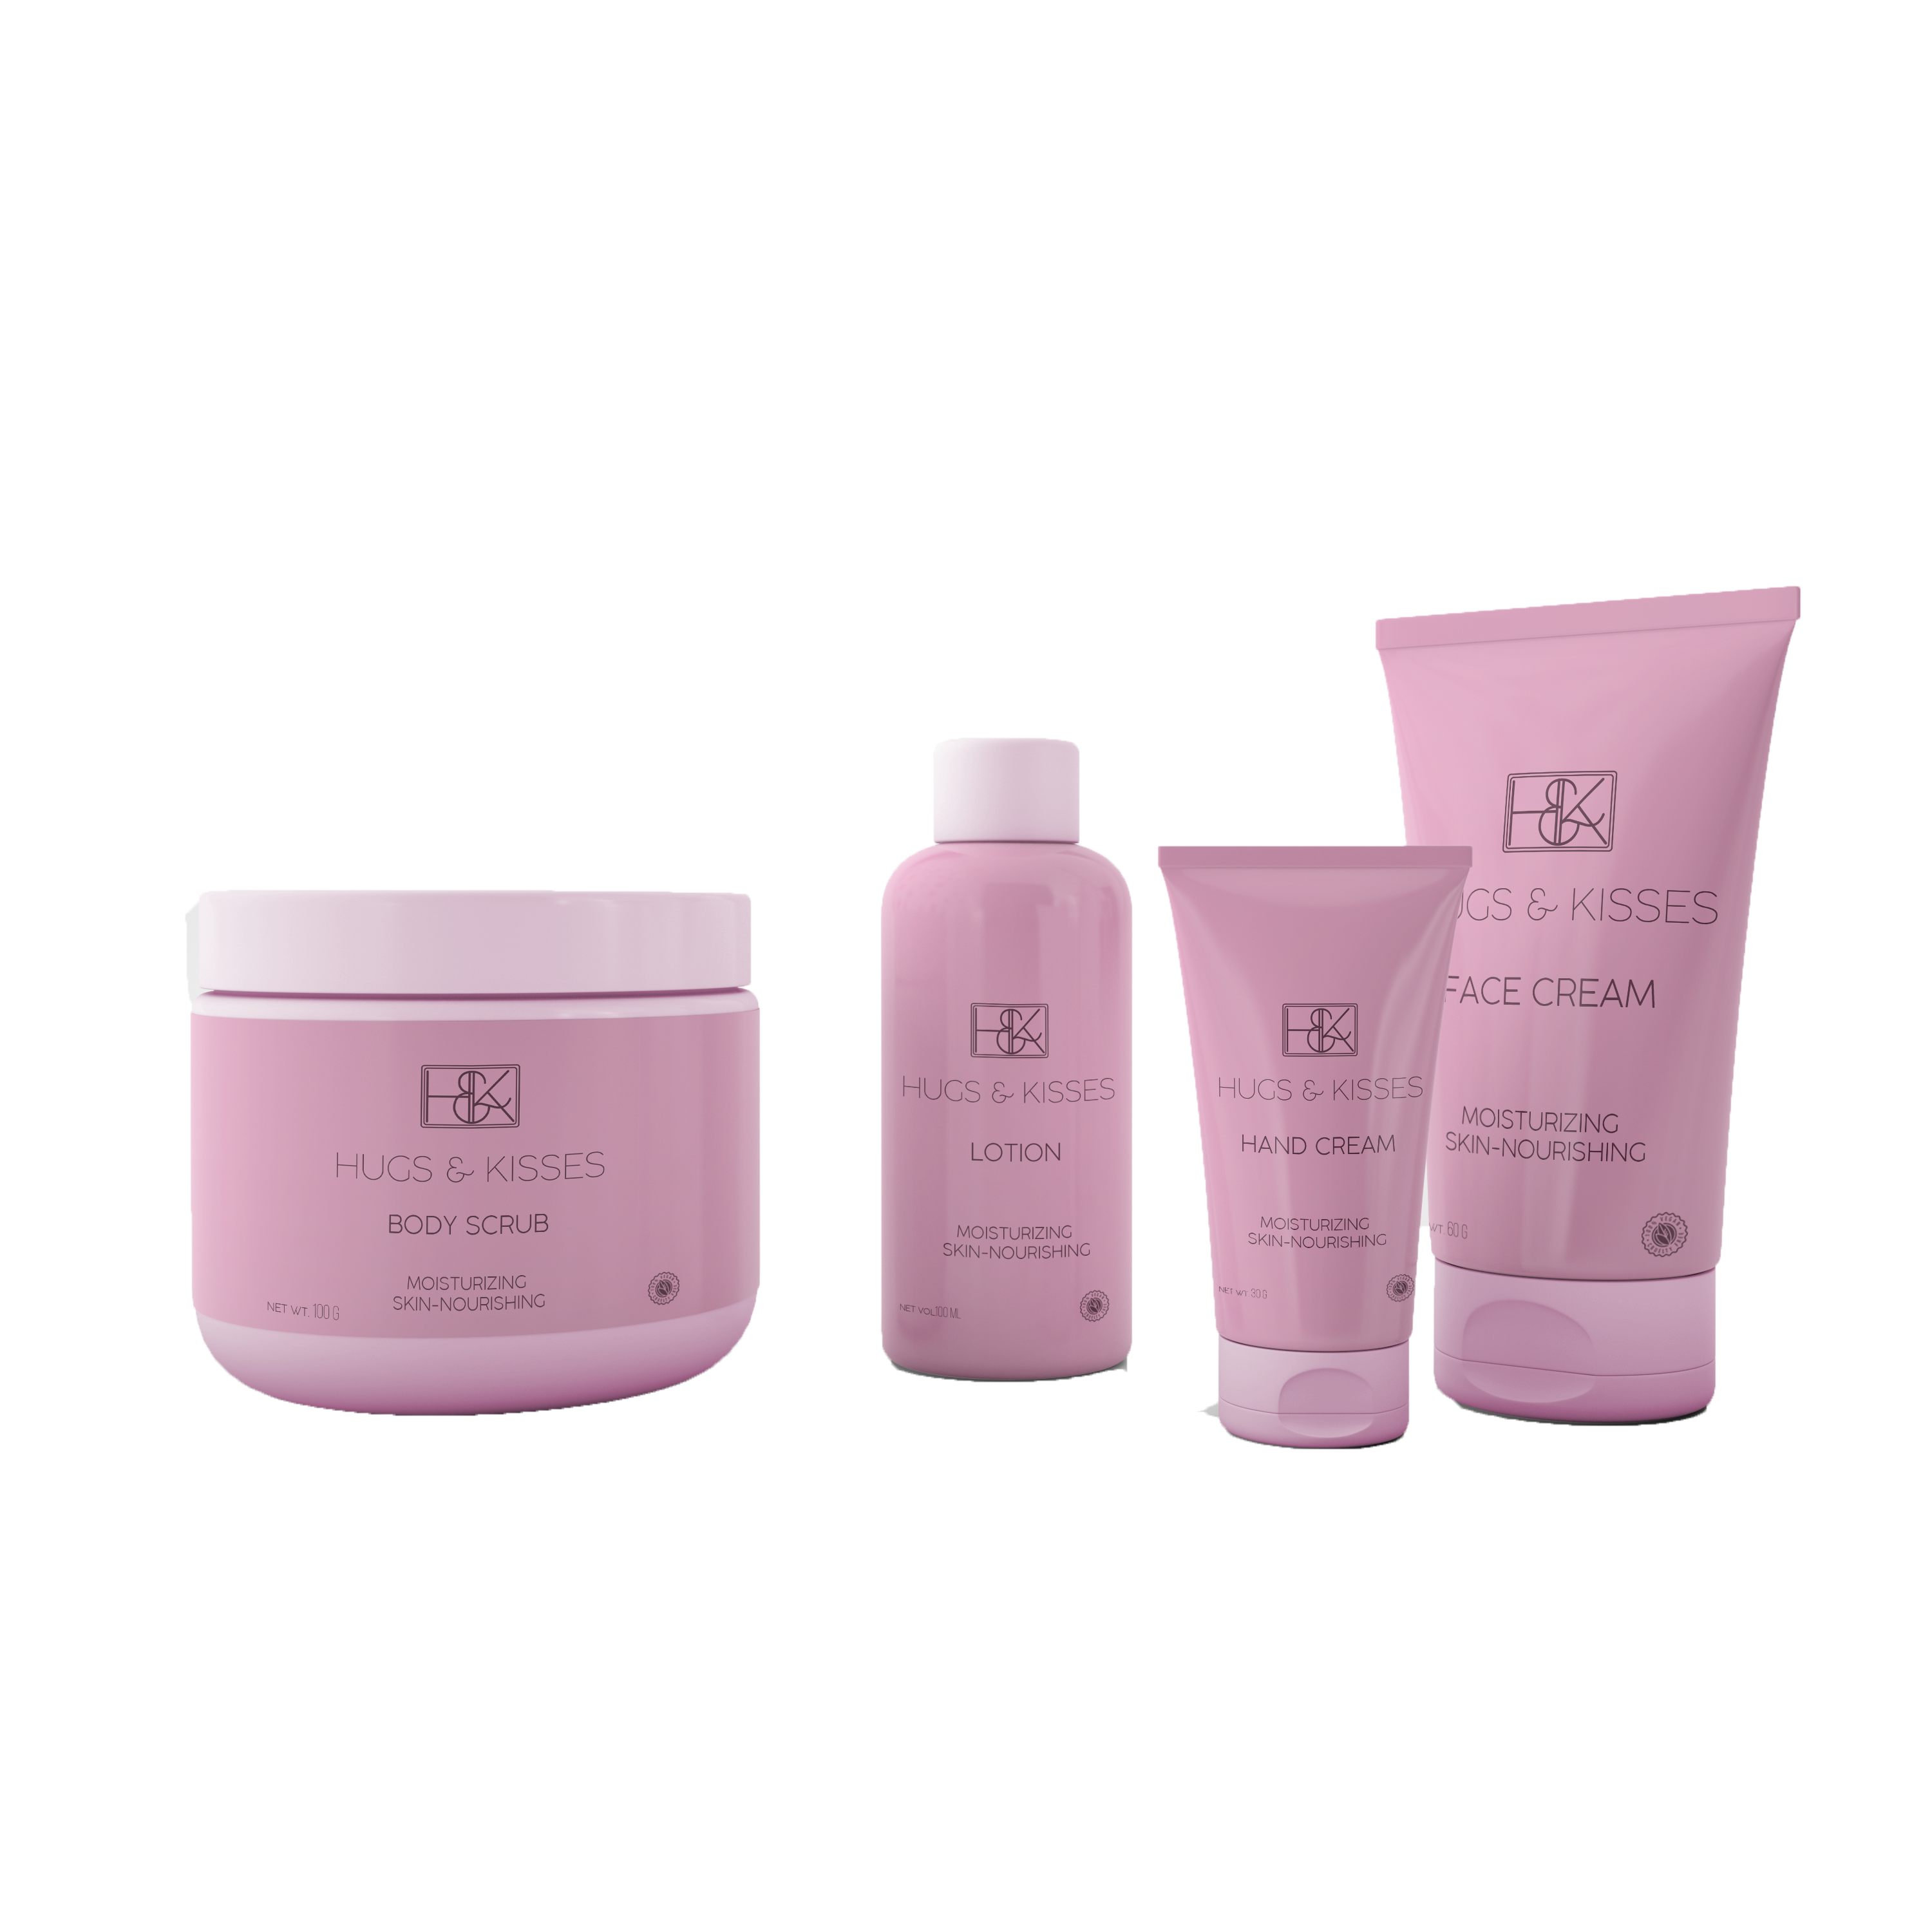 H&K
HUGS & KISSES
BODY SCRUB
MOISTURIZING
SKIN-NOURISHING
NET WT. 100 G
H&K
HUGS & KISSES
LOTION
MOISTURIZING
SKIN-NOURISHING
NET VOL.100 ML
H&K
HUGS & KISSES
HAND CREAM
MOISTURIZING
SKIN-NOURISHING
NET WT. 30 G
H&K
UGS & KISSES
FACE CREAM
MOISTURIZING
SKIN-NOURISHING
WT. 60 G